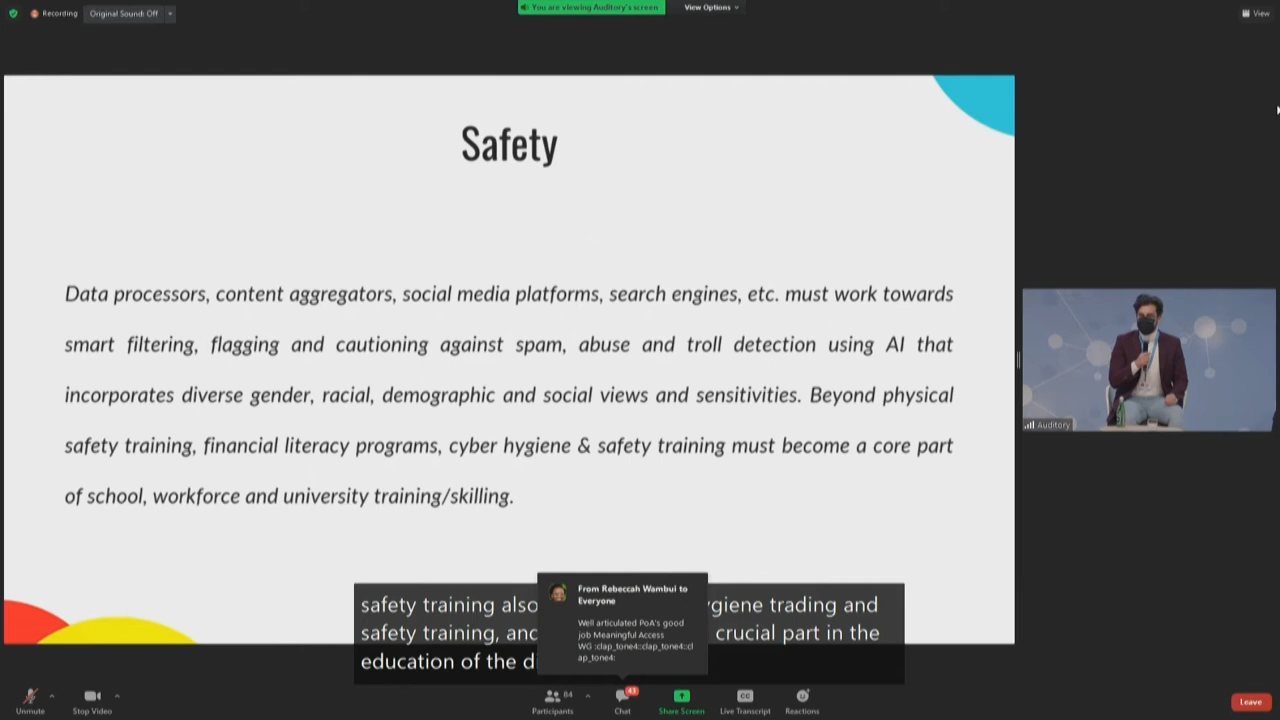 Recording
Original Sound: Off
You are viewing Auditory's screen
View Options
View
Safety
Data processors, content aggregators, social media platforms, search engines, etc. must work towards
smart filtering, flagging and cautioning against spam, abuse and troll detection using AI that
incorporates diverse gender, racial, demographic and social views and sensitivities. Beyond physical
safety training, financial literacy programs, cyber hygiene & safety training must become a core part
of school, workforce and university training/skilling.
Auditory
From Rebeccah Wambui to
Everyone
Well articulated PoA's good
job Meaningful Access
WG :clap_tone4::clap_tone4::cl
ap_tone4:
safety training also giene trading and
safety training, and crucial part in the
education of the
Unmute
Stop Video
Participants
84
Chat
43
Share Screen
CC
Live Transcript
Reactions
Leave